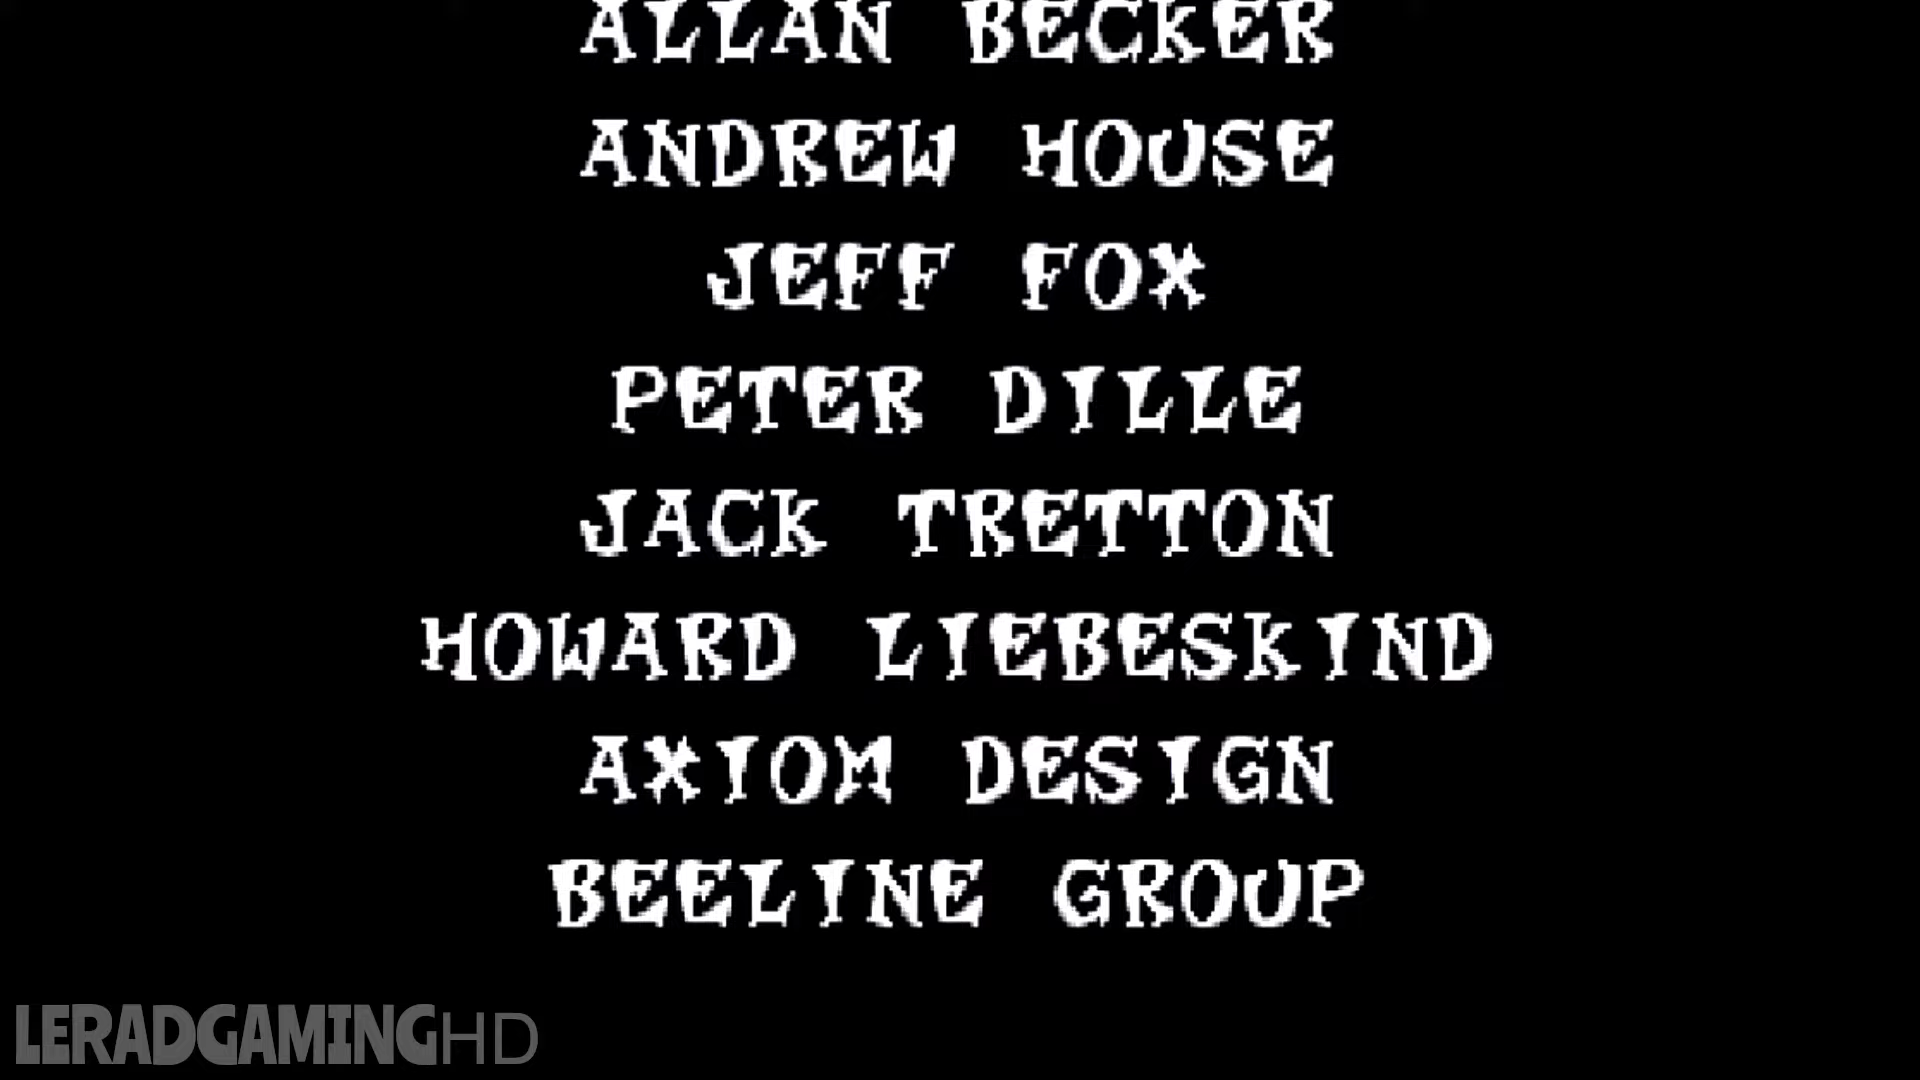 ALLAN BECKER
ANDREW HOUSE
JEFF FOX
PETER DILLE
JACK TRETTON
HOWARD LIEBESKIND
AXIOM DESIGN
BEELINE GROUP
LERADGAMINGHD